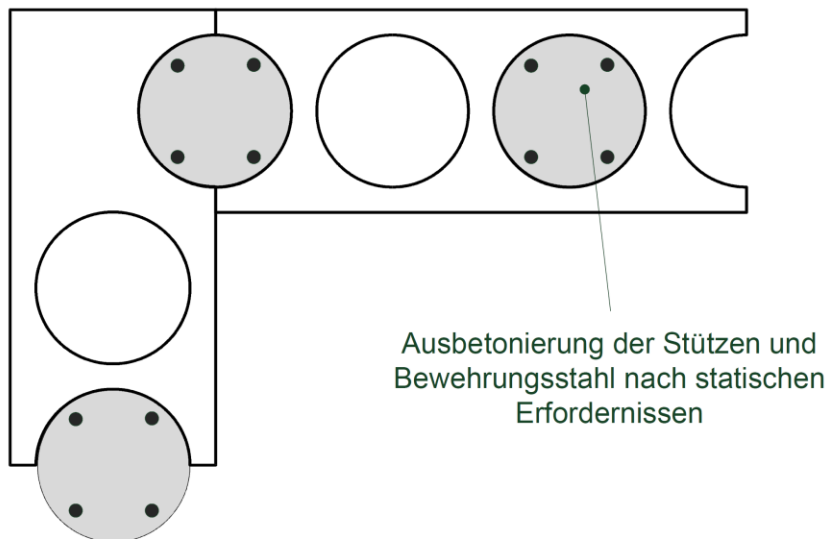 Ausbetonierung der Stützen und
Bewehrungsstahl nach statischen
Erfordernissen